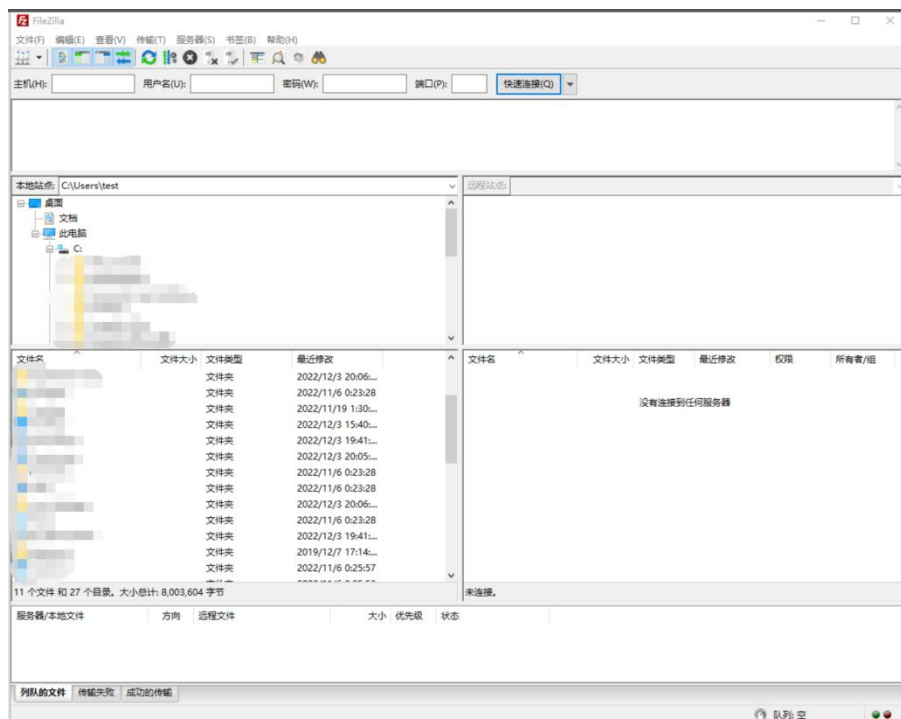 FileZilla
文件(F) 编辑(E) 查看(V) 传输(T) 服务器(S) 书签(B) 帮助(H)
主机(H): 用户名(U): 密码(W): 端口(P): 快速连接(Q)
本地站点: C:\Users\test 远程站点:
桌面
文档
此电脑
C:
文件名 文件大小 文件类型 最近修改 文件名 文件大小 文件类型 最近修改 权限 所有者/组
文件夹 2022/12/3 20:06:...
文件夹 2022/11/6 0:23:28
文件夹 2022/11/19 1:30:...
没有连接到任何服务器
文件夹 2022/12/3 15:40:...
文件夹 2022/12/3 19:41:...
文件夹 2022/12/3 20:05:...
文件夹 2022/11/6 0:23:28
文件夹 2022/11/6 0:23:28
文件夹 2022/12/3 20:06:...
文件夹 2022/11/6 0:23:28
文件夹 2022/12/3 19:41:...
文件夹 2019/12/7 17:14:...
文件夹 2022/11/6 0:25:57
11 个文件 和 27 个目录。大小总计: 8,003,604 字节 未连接。
服务器/本地文件 方向 远程文件 大小 优先级 状态
列队的文件 传输失败 成功的传输
队列: 空